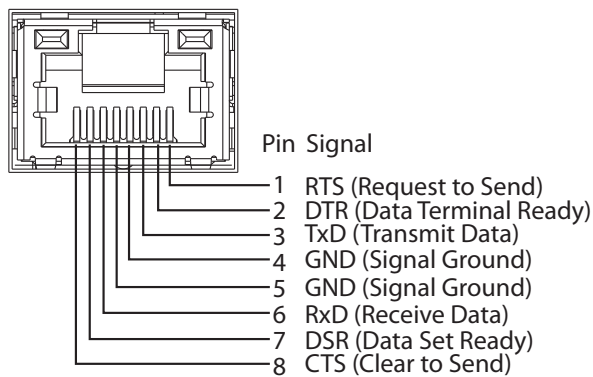 Pin Signal
1 RTS (Request to Send)
2 DTR (Data Terminal Ready)
3 TxD (Transmit Data)
4 GND (Signal Ground)
5 GND (Signal Ground)
6 RxD (Receive Data)
7 DSR (Data Set Ready)
8 CTS (Clear to Send)